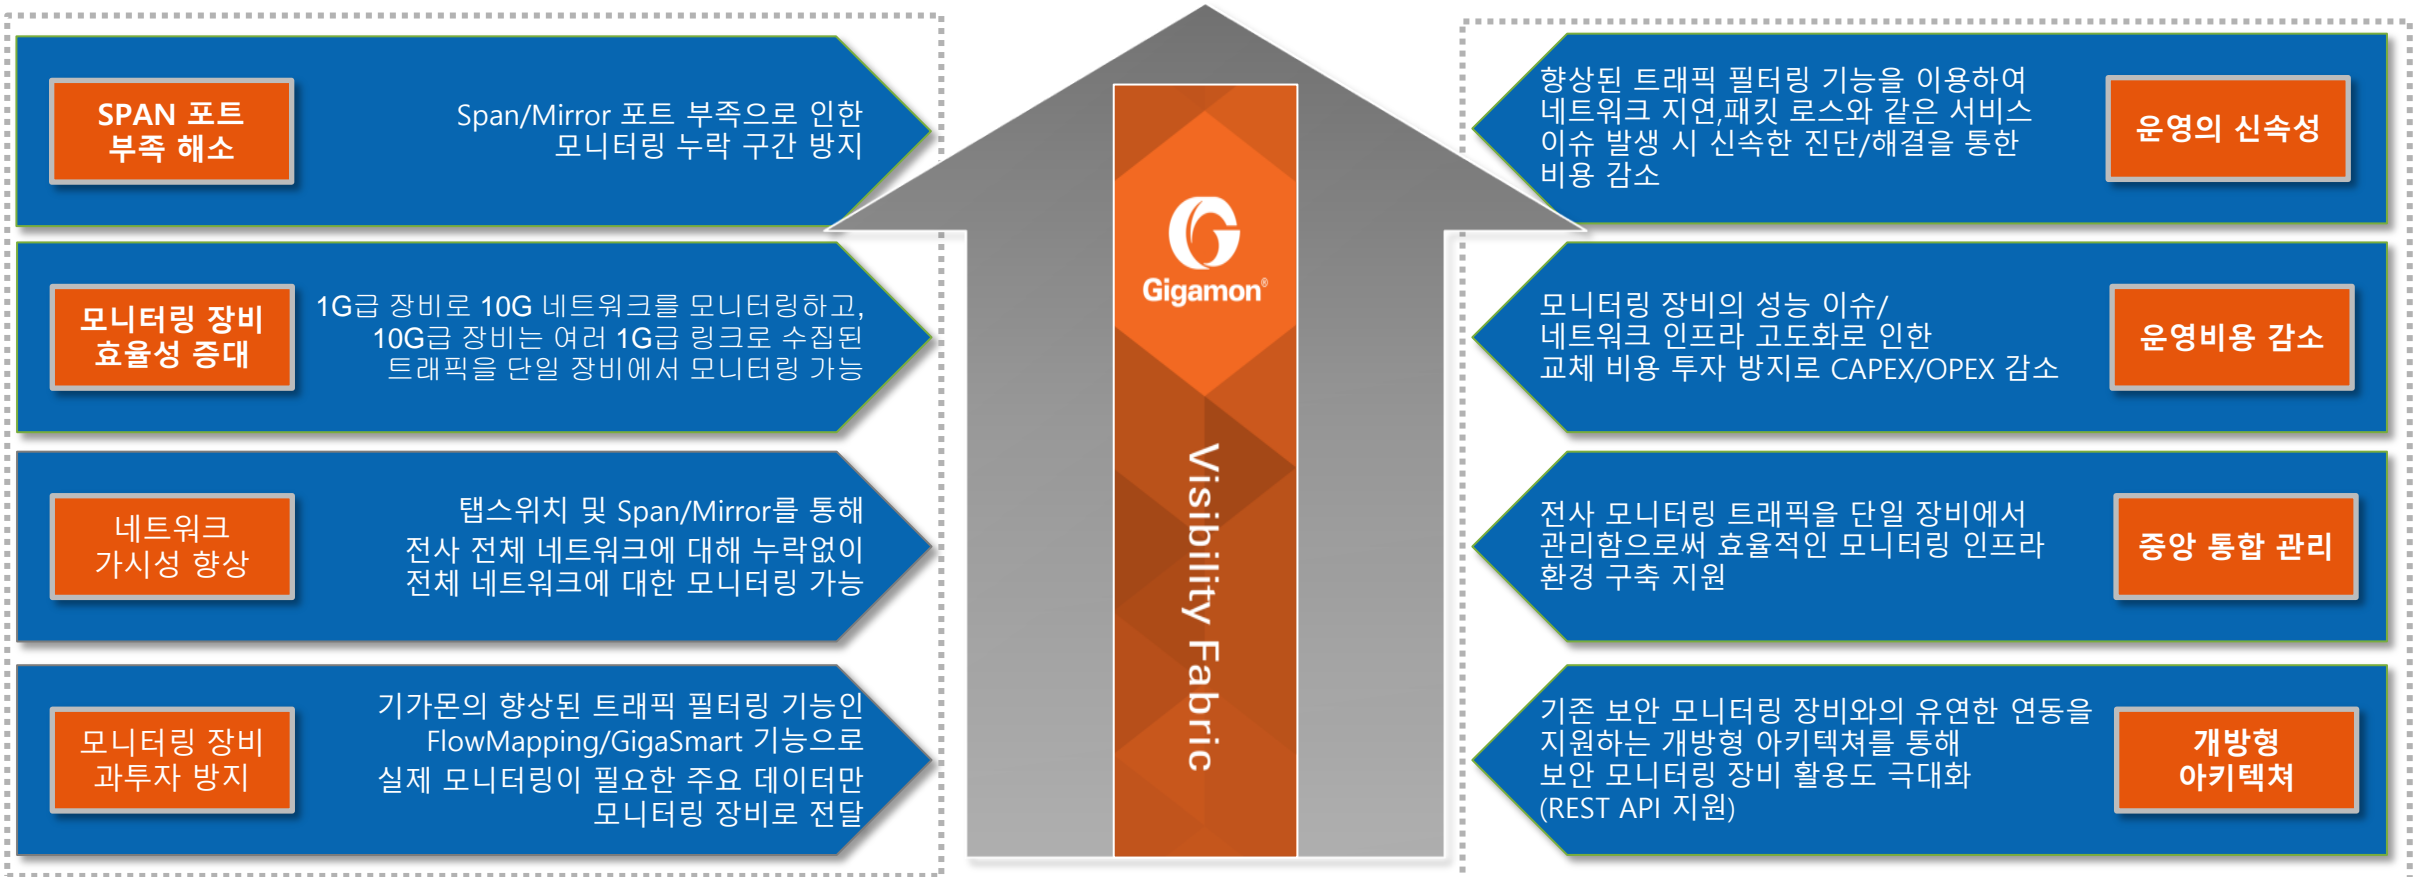 SPAN 포트
부족 해소
Span/Mirror 포트 부족으로 인한
모니터링 누락 구간 방지
모니터링 장비
효율성 증대
1G급 장비로 10G 네트워크를 모니터링하고,
10G급 장비는 여러 1G급 링크로 수집된
트래픽을 단일 장비에서 모니터링 가능
네트워크
가시성 향상
탭스위치 및 Span/Mirror를 통해
전사 전체 네트워크에 대해 누락없이
전체 네트워크에 대한 모니터링 가능
모니터링 장비
과투자 방지
기가몬의 향상된 트래픽 필터링 기능인
FlowMapping/GigaSmart 기능으로
실제 모니터링이 필요한 주요 데이터만
모니터링 장비로 전달
Gigamon®
Visibility Fabric
향상된 트래픽 필터링 기능을 이용하여
네트워크 지연,패킷 로스와 같은 서비스
이슈 발생 시 신속한 진단/해결을 통한
비용 감소
운영의 신속성
모니터링 장비의 성능 이슈/
네트워크 인프라 고도화로 인한
교체 비용 투자 방지로 CAPEX/OPEX 감소
운영비용 감소
전사 모니터링 트래픽을 단일 장비에서
관리함으로써 효율적인 모니터링 인프라
환경 구축 지원
중앙 통합 관리
기존 보안 모니터링 장비와의 유연한 연동을
지원하는 개방형 아키텍쳐를 통해
보안 모니터링 장비 활용도 극대화
(REST API 지원)
개방형
아키텍쳐